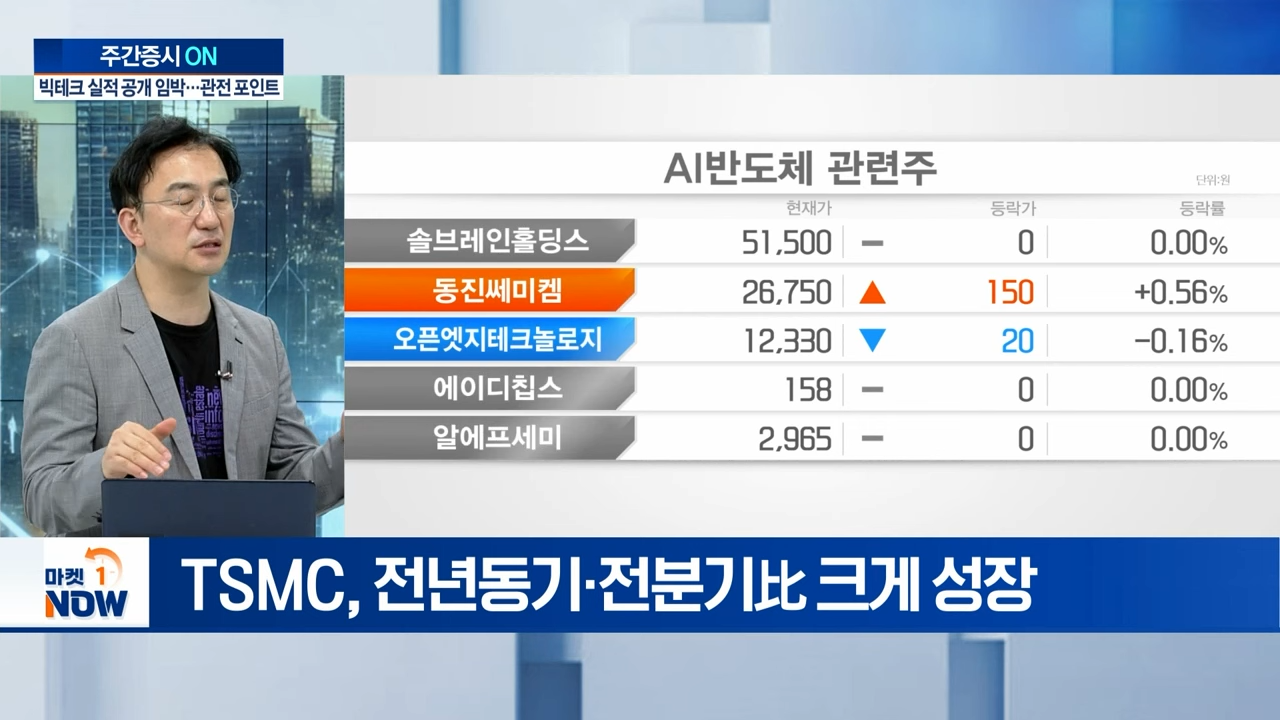 주간증시 ON
빅테크 실적 공개 임박…관전 포인트
AI반도체 관련주
단위:원
현재가 등락가 등락률
솔브레인홀딩스 51,500 – 0 0.00%
동진쎄미켐 26,750 ▲ 150 +0.56%
오픈엣지테크놀로지 12,330 ▼ 20 -0.16%
에이디칩스 158 – 0 0.00%
알에프세미 2,965 – 0 0.00%
마켓 1
NOW
TSMC, 전년동기·전분기比 크게 성장